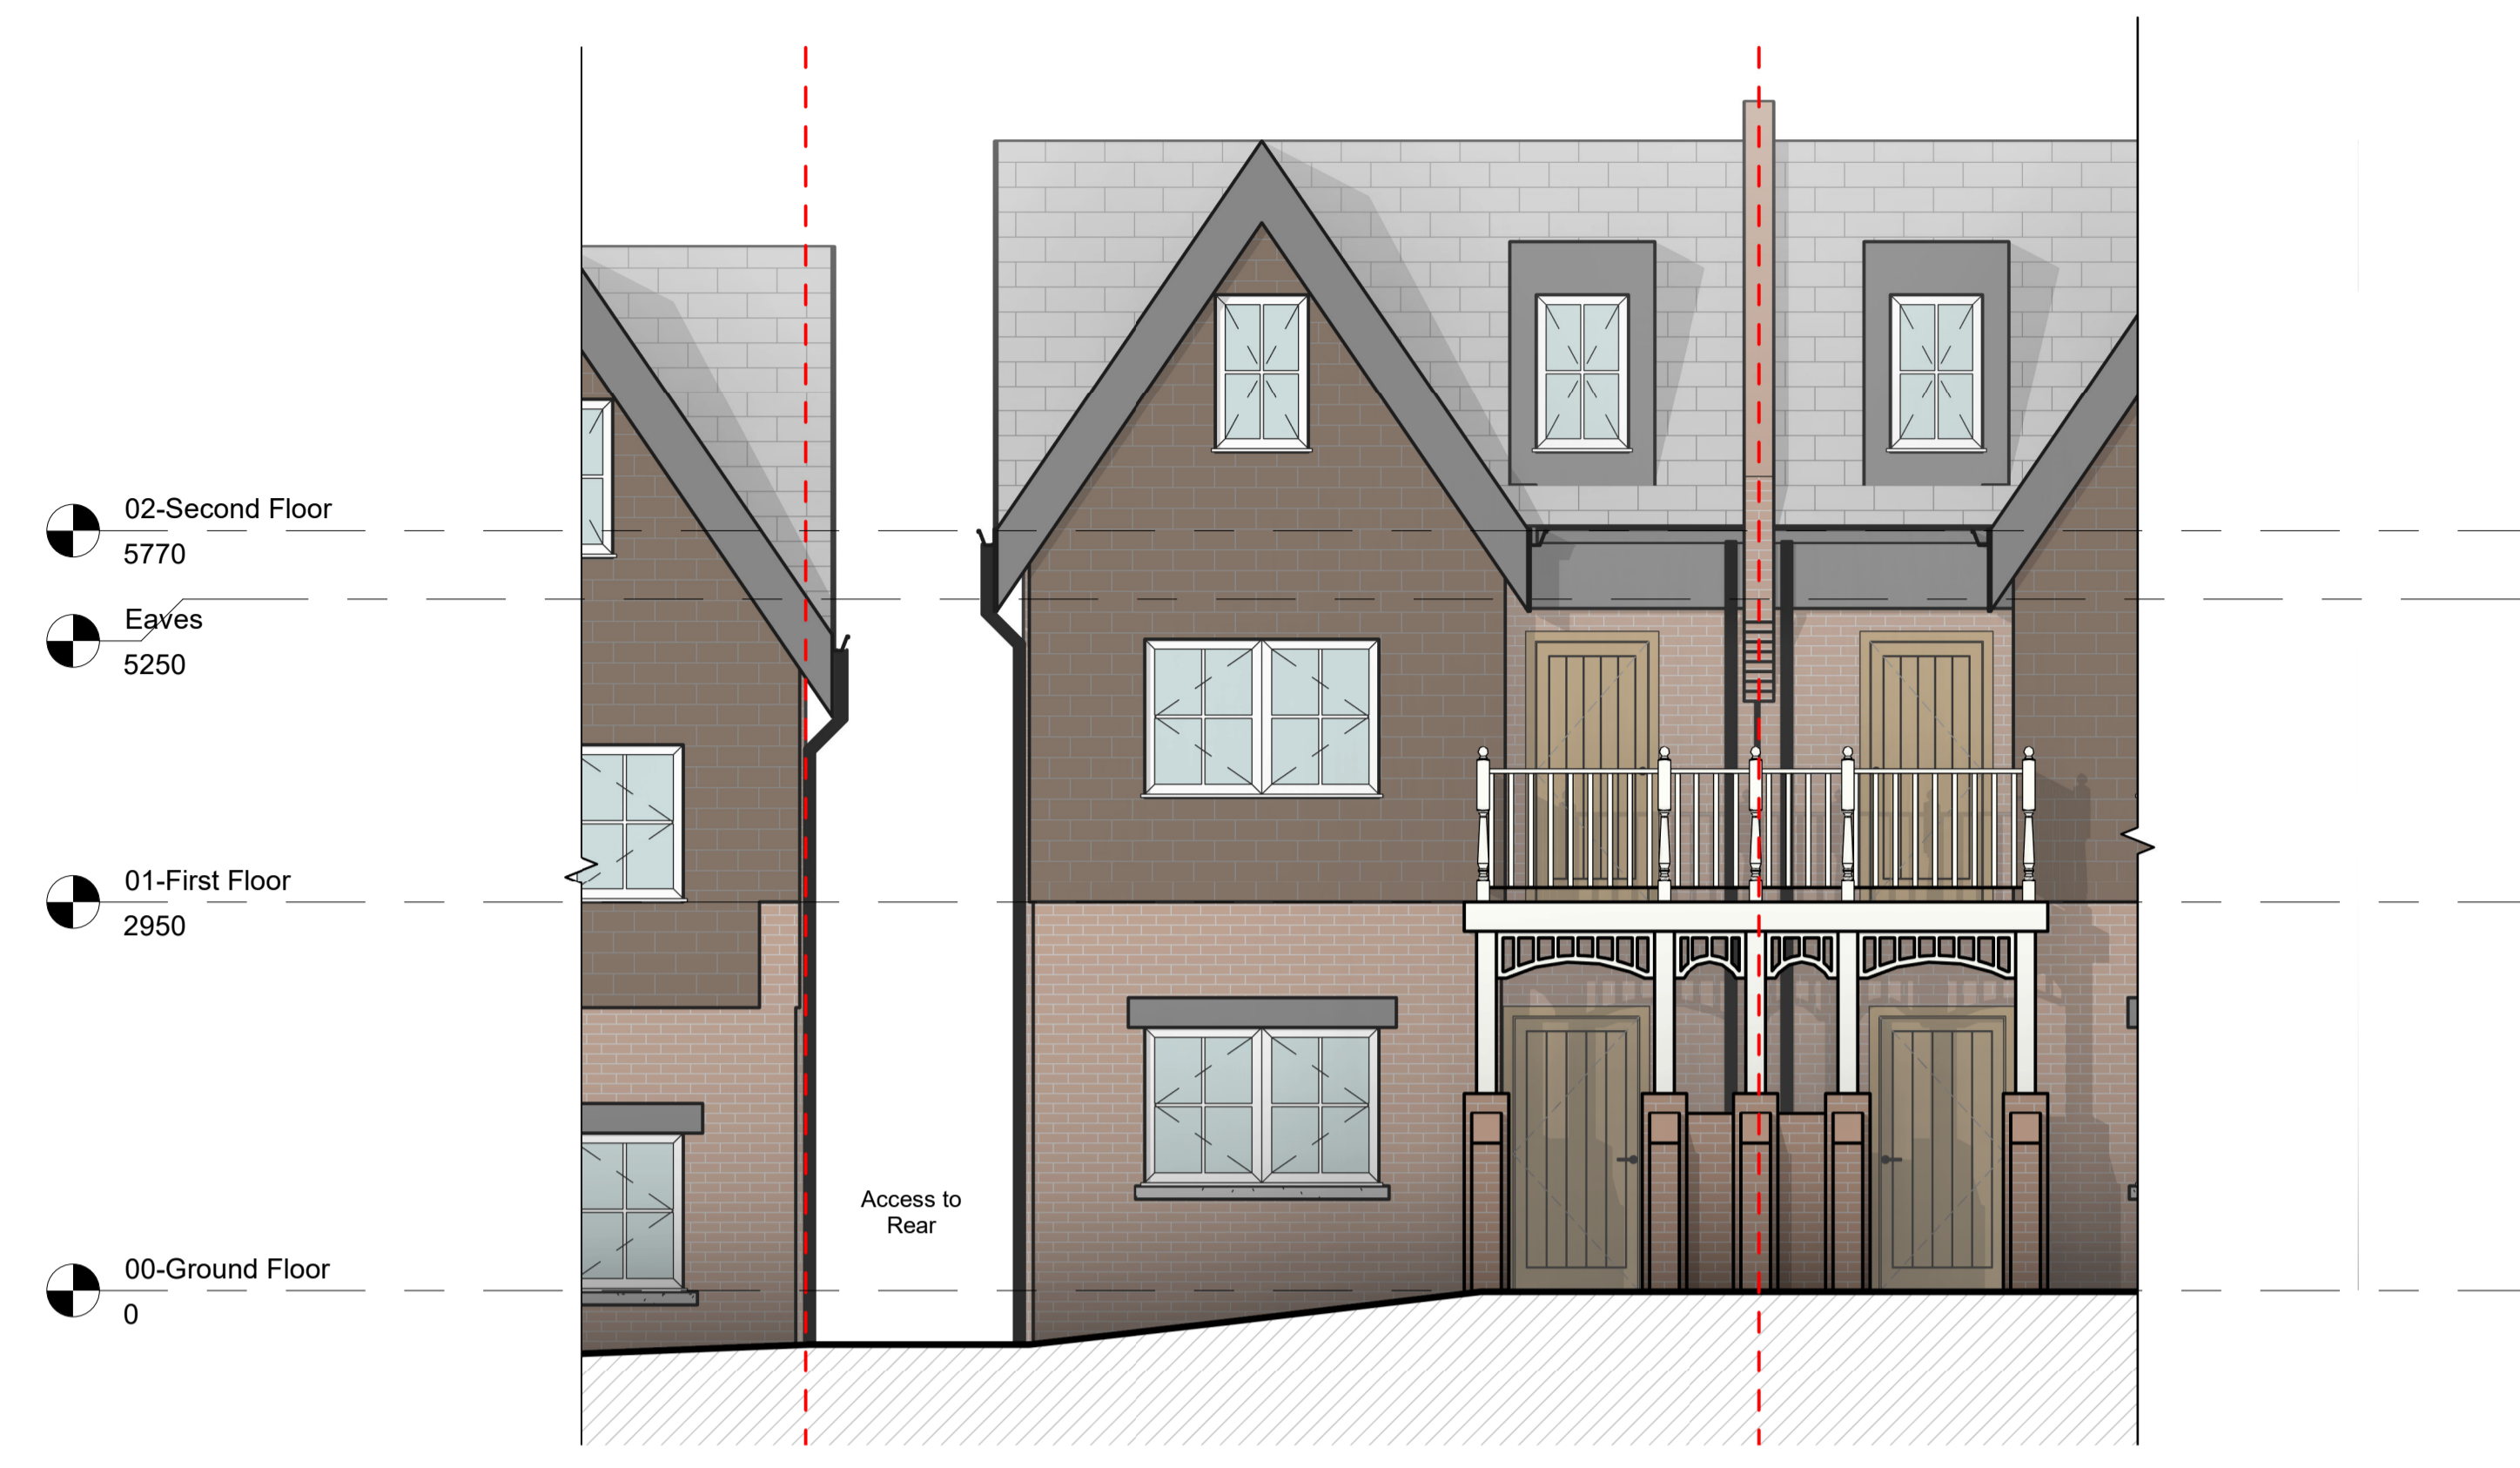 02-Second Floor
5770
Eaves
5250
01-First Floor
2950
Access to
Rear
00-Ground Floor
0